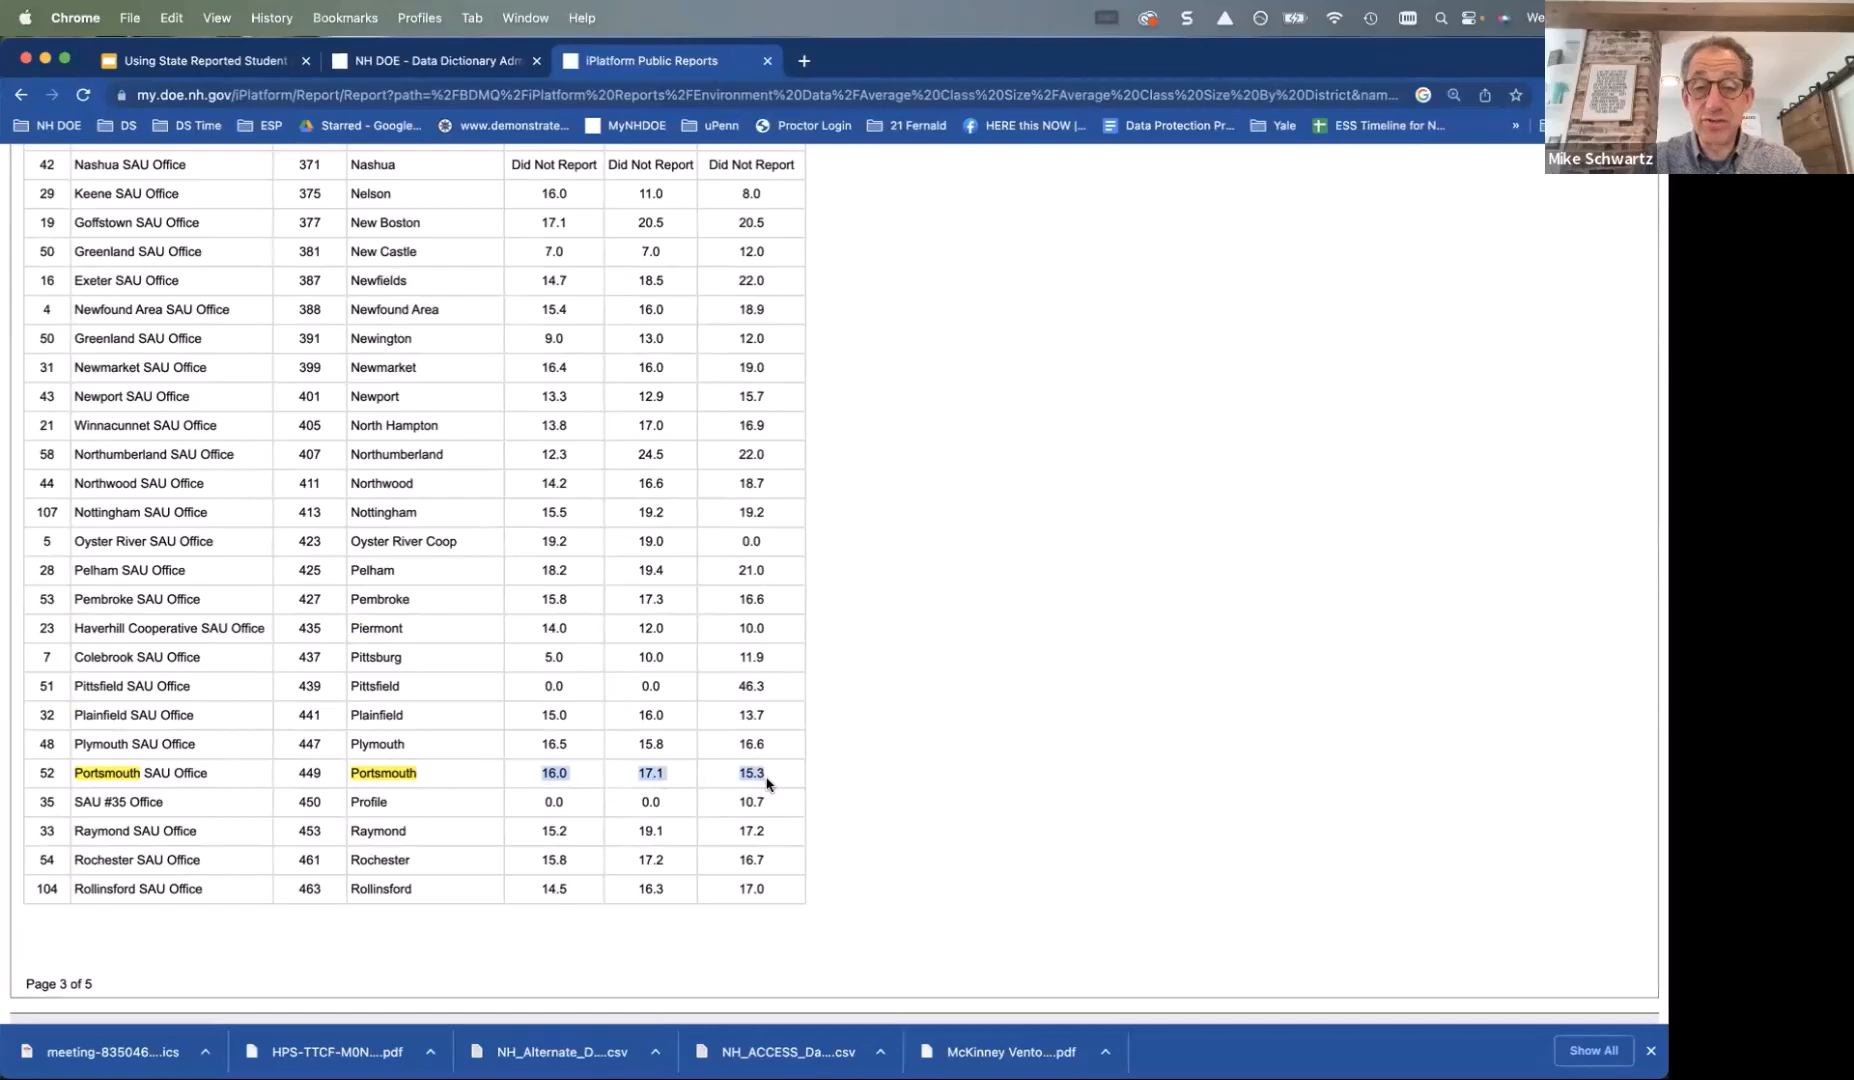 Chrome File Edit View History Bookmarks Profiles Tab Window Help We
Using State Reported Student NH DOE - Data Dictionary Adm iPlatform Public Reports
my.doe.nh.gov/iPlatform/Report/Report?path=%2FBDMQ%2FiPlatform%20Reports%2FEnvironment%20Data%2FAverage%20Class%20Size%2FAverage%20Class%20Size%20By%20District&nam...
NH DOE DS DS Time ESP Starred - Google... www.demonstrate... MyNHDOE uPenn Proctor Login 21 Fernald HERE this NOW |... Data Protection Pr... Yale ESS Timeline for N... »
Mike Schwartz
42 Nashua SAU Office 371 Nashua Did Not Report Did Not Report Did Not Report
29 Keene SAU Office 375 Nelson 16.0 11.0 8.0
19 Goffstown SAU Office 377 New Boston 17.1 20.5 20.5
50 Greenland SAU Office 381 New Castle 7.0 7.0 12.0
16 Exeter SAU Office 387 Newfields 14.7 18.5 22.0
4 Newfound Area SAU Office 388 Newfound Area 15.4 16.0 18.9
50 Greenland SAU Office 391 Newington 9.0 13.0 12.0
31 Newmarket SAU Office 399 Newmarket 16.4 16.0 19.0
43 Newport SAU Office 401 Newport 13.3 12.9 15.7
21 Winnacunnet SAU Office 405 North Hampton 13.8 17.0 16.9
58 Northumberland SAU Office 407 Northumberland 12.3 24.5 22.0
44 Northwood SAU Office 411 Northwood 14.2 16.6 18.7
107 Nottingham SAU Office 413 Nottingham 15.5 19.2 19.2
5 Oyster River SAU Office 423 Oyster River Coop 19.2 19.0 0.0
28 Pelham SAU Office 425 Pelham 18.2 19.4 21.0
53 Pembroke SAU Office 427 Pembroke 15.8 17.3 16.6
23 Haverhill Cooperative SAU Office 435 Piermont 14.0 12.0 10.0
7 Colebrook SAU Office 437 Pittsburg 5.0 10.0 11.9
51 Pittsfield SAU Office 439 Pittsfield 0.0 0.0 46.3
32 Plainfield SAU Office 441 Plainfield 15.0 16.0 13.7
48 Plymouth SAU Office 447 Plymouth 16.5 15.8 16.6
52 Portsmouth SAU Office 449 Portsmouth 16.0 17.1 15.3
35 SAU #35 Office 450 Profile 0.0 0.0 10.7
33 Raymond SAU Office 453 Raymond 15.2 19.1 17.2
54 Rochester SAU Office 461 Rochester 15.8 17.2 16.7
104 Rollinsford SAU Office 463 Rollinsford 14.5 16.3 17.0
Page 3 of 5
meeting-835046....ics HPS-TTCF-M0N....pdf NH_Alternate_D....csv NH_ACCESS_Da....csv McKinney Vento....pdf Show All